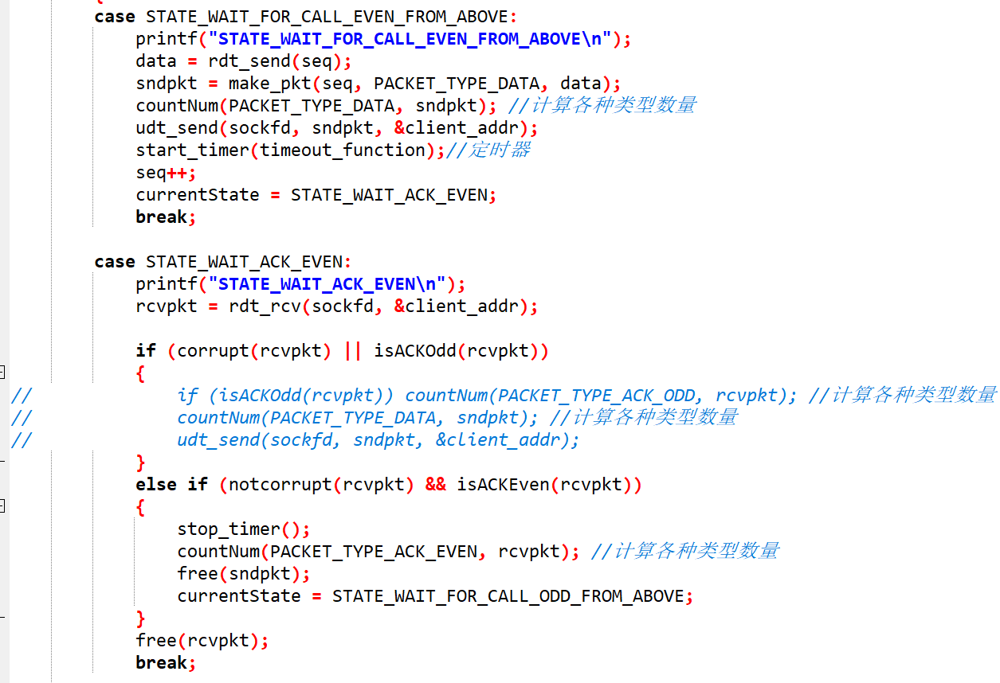 case STATE_WAIT_FOR_CALL_EVEN_FROM_ABOVE:
printf("STATE_WAIT_FOR_CALL_EVEN_FROM_ABOVE\n");
data = rdt_send(seq);
sndpkt = make_pkt(seq, PACKET_TYPE_DATA, data);
countNum(PACKET_TYPE_DATA, sndpkt); //计算各种类型数量
udt_send(sockfd, sndpkt, &client_addr);
start_timer(timeout_function);//定时器
seq++;
currentState = STATE_WAIT_ACK_EVEN;
break;
case STATE_WAIT_ACK_EVEN:
printf("STATE_WAIT_ACK_EVEN\n");
rcvpkt = rdt_rcv(sockfd, &client_addr);
if (corrupt(rcvpkt) || isACKOdd(rcvpkt))
{
// if (isACKOdd(rcvpkt)) countNum(PACKET_TYPE_ACK_ODD, rcvpkt); //计算各种类型数量
// countNum(PACKET_TYPE_DATA, sndpkt); //计算各种类型数量
// udt_send(sockfd, sndpkt, &client_addr);
}
else if (notcorrupt(rcvpkt) && isACKEven(rcvpkt))
{
stop_timer();
countNum(PACKET_TYPE_ACK_EVEN, rcvpkt); //计算各种类型数量
free(sndpkt);
currentState = STATE_WAIT_FOR_CALL_ODD_FROM_ABOVE;
}
free(rcvpkt);
break;